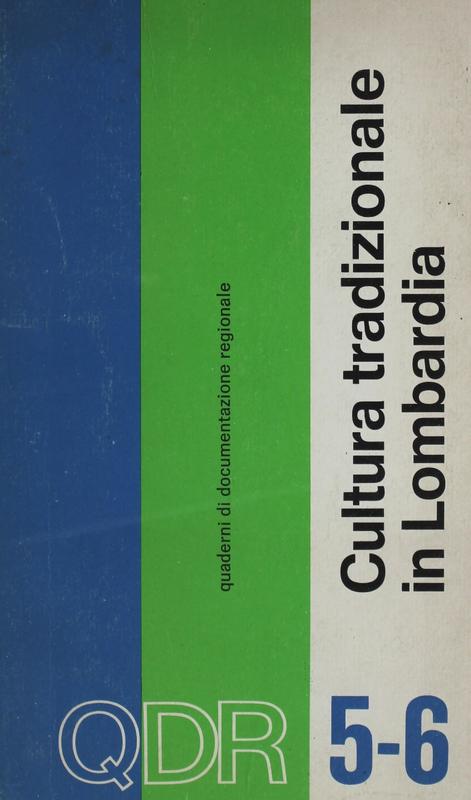 Cultura tradizionale
in Lombardia
quaderni di documentazione regionale
QDR
5-6